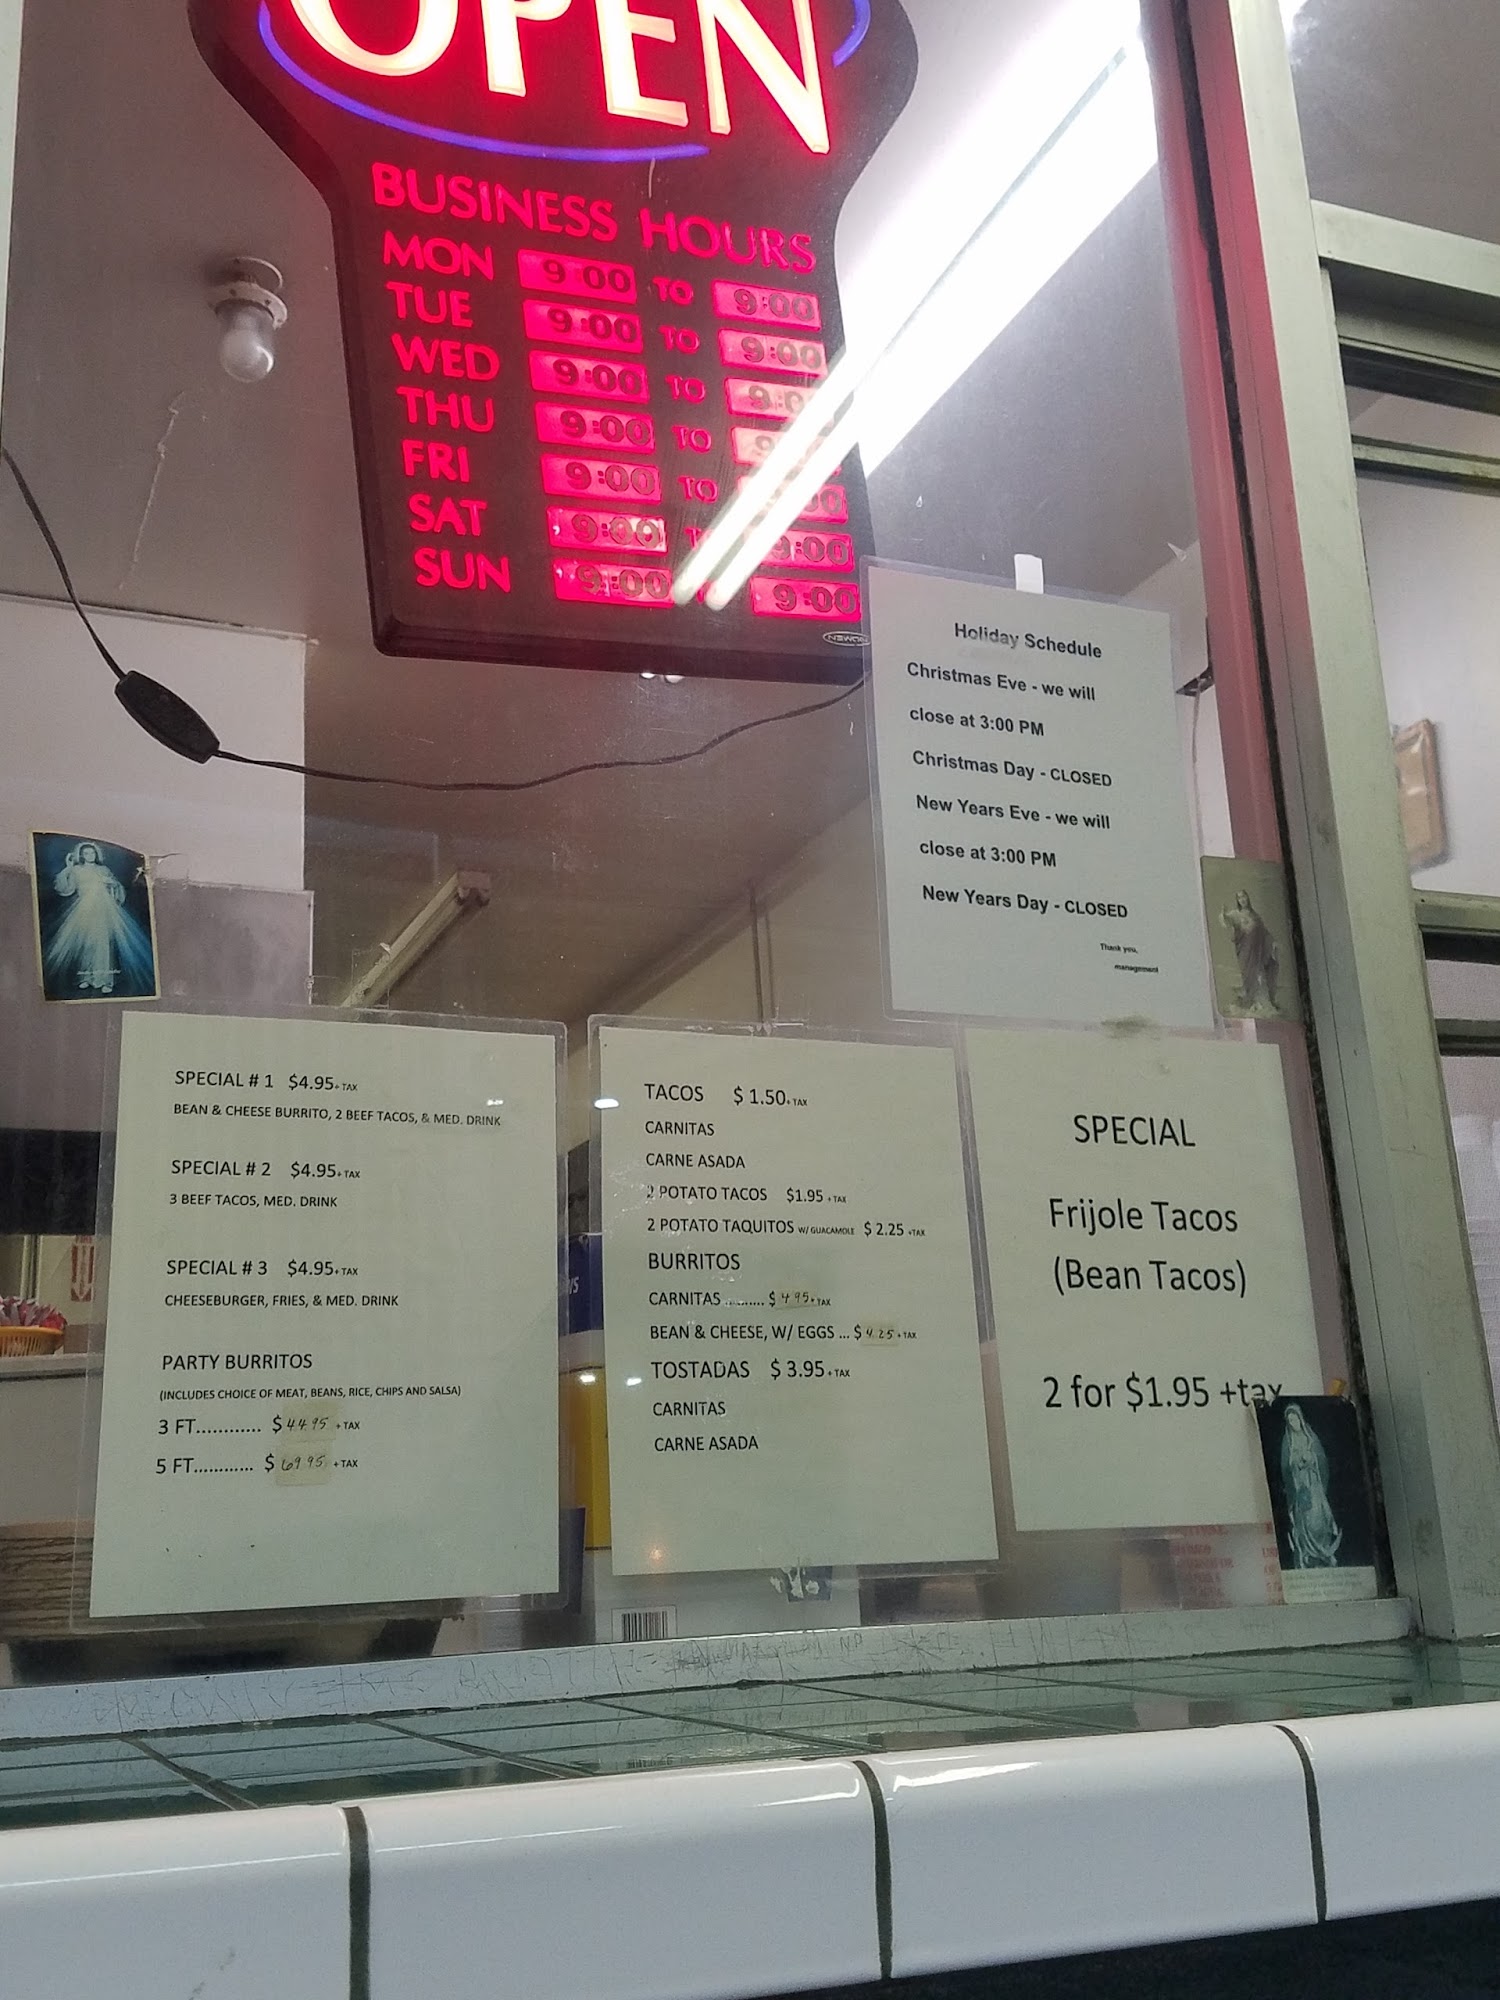 OPEN
BUSINESS HOURS
MON 9:00 TO 9:00
TUE 9:00 TO 9:00
WED 9:00 TO 9:00
THU 9:00 TO
FRI 9:00 TO
SAT 9:00 9:00
SUN 9:00 9:00
NEWON
Holiday Schedule
Christmas Eve - we will
close at 3:00 PM
Christmas Day - CLOSED
New Years Eve - we will
close at 3:00 PM
New Years Day - CLOSED
Thank you,
management
SPECIAL # 1 $4.95+ TAX
BEAN & CHEESE BURRITO, 2 BEEF TACOS, & MED. DRINK
SPECIAL # 2 $4.95+ TAX
3 BEEF TACOS, MED. DRINK
SPECIAL # 3 $4.95+ TAX
CHEESEBURGER, FRIES, & MED. DRINK
PARTY BURRITOS
(INCLUDES CHOICE OF MEAT, BEANS, RICE, CHIPS AND SALSA)
3 FT............ $44.95 + TAX
5 FT............ $ 69.95 + TAX
TACOS $ 1.50+ TAX
CARNITAS
CARNE ASADA
2 POTATO TACOS $1.95 + TAX
2 POTATO TAQUITOS W/ GUACAMOLE $ 2.25 +TAX
BURRITOS
CARNITAS ......... $ 4.95+ TAX
BEAN & CHEESE, W/ EGGS ... $ 4.25 + TAX
TOSTADAS $ 3.95+ TAX
CARNITAS
CARNE ASADA
SPECIAL
Frijole Tacos
(Bean Tacos)
2 for $1.95 +tax